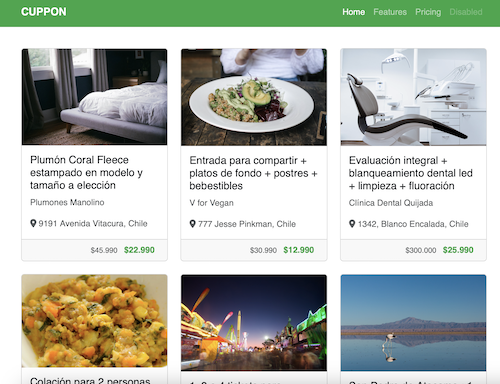 CUPPON
Home Features Pricing Disabled
Plumón Coral Fleece
estampado en modelo y
tamaño a elección
Plumones Manolino
9191 Avenida Vitacura, Chile
$45.990 $22.990
Entrada para compartir +
platos de fondo + postres +
bebestibles
V for Vegan
777 Jesse Pinkman, Chile
$30.990 $12.990
Evaluación integral +
blanqueamiento dental led
+ limpieza + fluoración
Clínica Dental Quijada
1342, Blanco Encalada, Chile
$300.000 $25.990
Colación para 2 personas